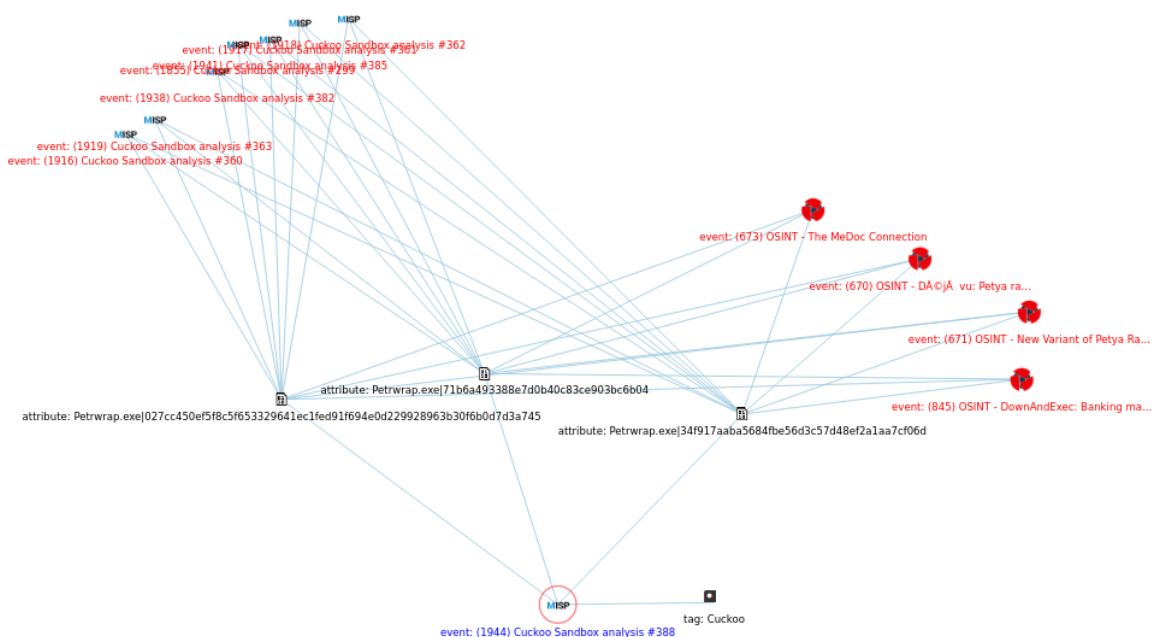 MISP
MISP
MISP
MISP
event: (1918) Cuckoo Sandbox analysis #362
event: (1917) Cuckoo Sandbox analysis #361
event: (1941) Cuckoo Sandbox analysis #385
event: (1855) Cuckoo Sandbox analysis #299
MISP
event: (1938) Cuckoo Sandbox analysis #382
MISP
MISP
event: (1919) Cuckoo Sandbox analysis #363
event: (1916) Cuckoo Sandbox analysis #360
event: (673) OSINT - The MeDoc Connection
event: (670) OSINT - DÃ©jÃ  vu: Petya ra...
event: (671) OSINT - New Variant of Petya Ra...
attribute: Petrwrap.exe|71b6a493388e7d0b40c83ce903bc6b04
event: (845) OSINT - DownAndExec: Banking ma...
attribute: Petrwrap.exe|027cc450ef5f8c5f653329641ec1fed91f694e0d229928963b30f6b0d7d3a745
attribute: Petrwrap.exe|34f917aaba5684fbe56d3c57d48ef2a1aa7cf06d
MISP
tag: Cuckoo
event: (1944) Cuckoo Sandbox analysis #388